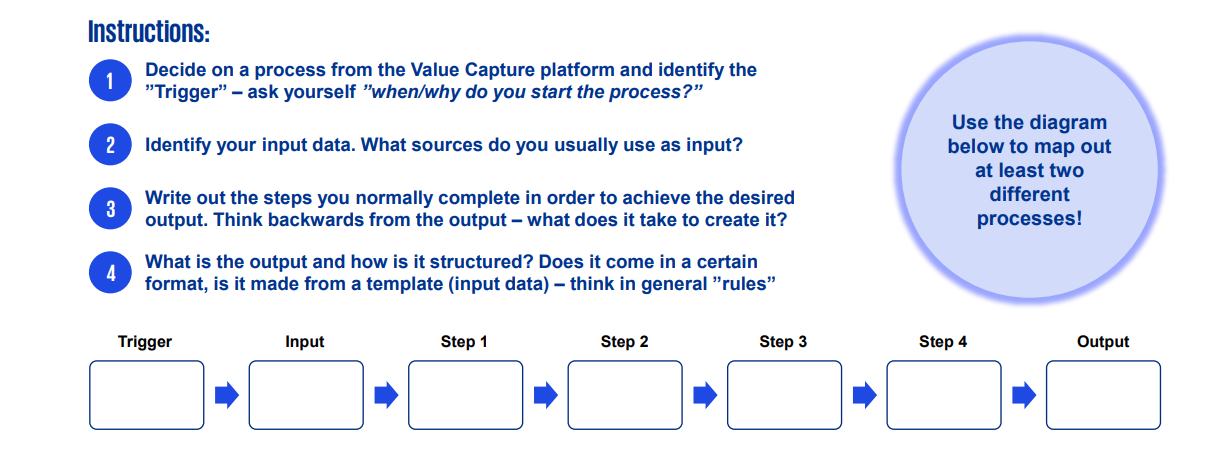 Instructions:
1
Decide on a process from the Value Capture platform and identify the
”Trigger” – ask yourself ”when/why do you start the process?”
2
Identify your input data. What sources do you usually use as input?
3
Write out the steps you normally complete in order to achieve the desired
output. Think backwards from the output – what does it take to create it?
4
What is the output and how is it structured? Does it come in a certain
format, is it made from a template (input data) – think in general ”rules”
Use the diagram
below to map out
at least two
different
processes!
Trigger Input Step 1 Step 2 Step 3 Step 4 Output